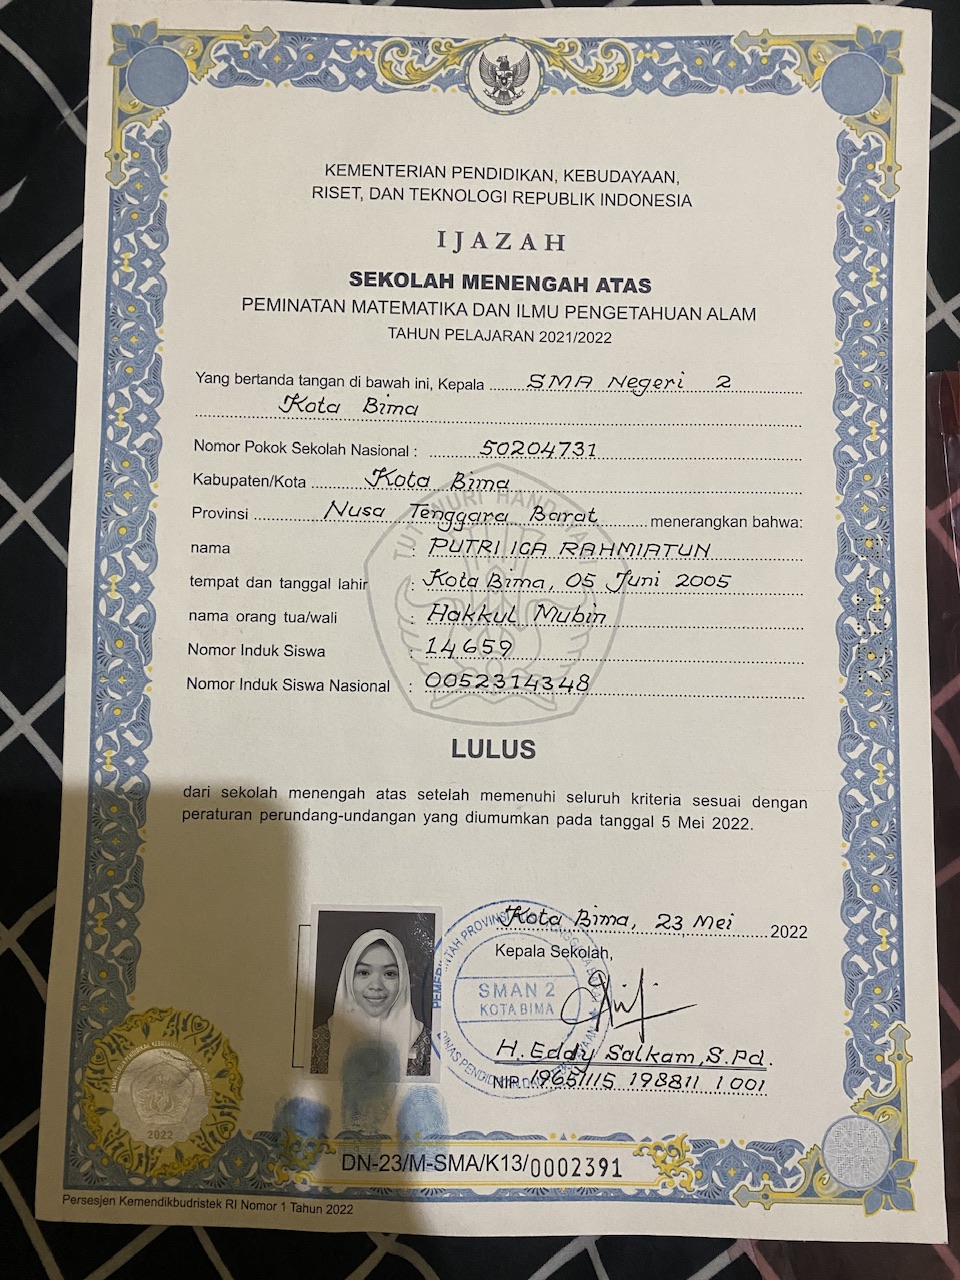 KEMENTERIAN PENDIDIKAN, KEBUDAYAAN,
RISET, DAN TEKNOLOGI REPUBLIK INDONESIA
IJAZAH
SEKOLAH MENENGAH ATAS
PEMINATAN MATEMATIKA DAN ILMU PENGETAHUAN ALAM
TAHUN PELAJARAN 2021/2022
Yang bertanda tangan di bawah ini, Kepala SMA Negeri 2
Kota Bima
Nomor Pokok Sekolah Nasional : 50204731
Kabupaten/Kota Kota Bima
Provinsi Nusa Tenggara Barat menerangkan bahwa:
TUT WURI HANDAYANI
nama : PUTRI ICA RAHMIATUN
tempat dan tanggal lahir : Kota Bima, 05 Juni 2005
nama orang tua/wali : Hakkul Mubin
Nomor Induk Siswa : 14659
Nomor Induk Siswa Nasional : 0052314348
LULUS
dari sekolah menengah atas setelah memenuhi seluruh kriteria sesuai dengan
peraturan perundang-undangan yang diumumkan pada tanggal 5 Mei 2022.
Kota Bima, 23 Mei 2022
Kepala Sekolah,
SMAN 2
KOTA BIMA
H. Eddy Salkam, S.Pd.
NIP. 19651115 198811 1 001
2022
DN-23/M-SMA/K13/0002391
Persesjen Kemendikbudristek RI Nomor 1 Tahun 2022